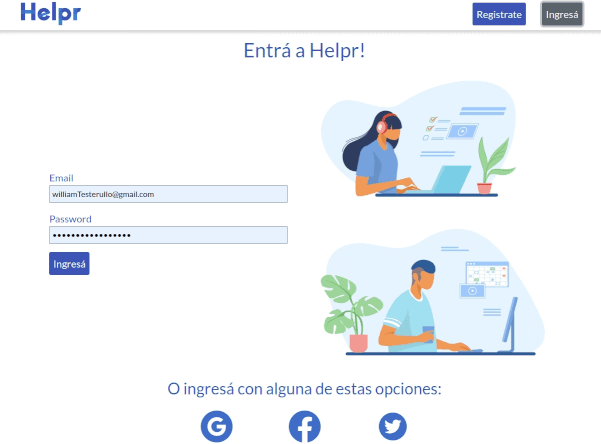 Helpr
Registrate
Ingresá
Entrá a Helpr!
Email
williamTesterullo@gmail.com
Password
•••••••••••••••••
Ingresá
O ingresá con alguna de estas opciones: